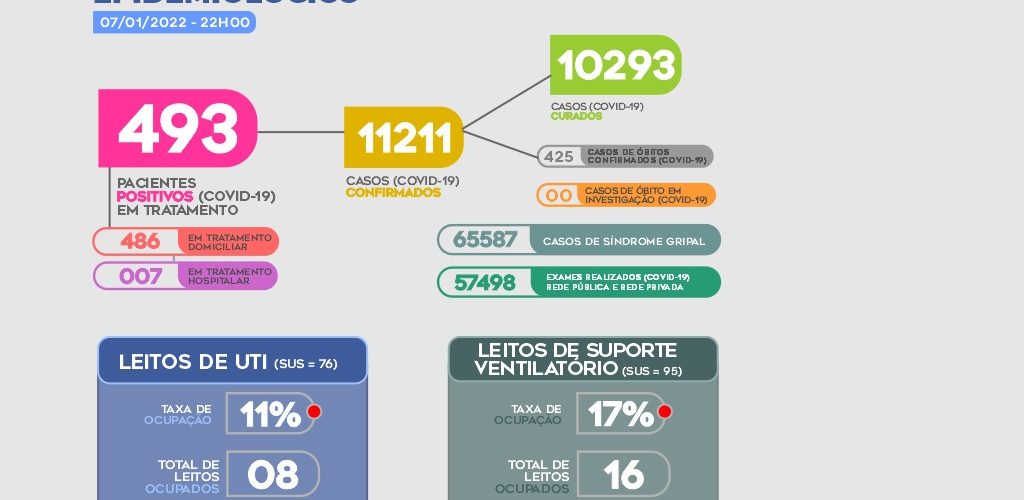 EPIDEMIOLÓGICO
07/01/2022 - 22H00
493
PACIENTES
POSITIVOS (COVID-19)
EM TRATAMENTO
486
EM TRATAMENTO
DOMICILIAR
007
EM TRATAMENTO
HOSPITALAR
11211
CASOS (COVID-19)
CONFIRMADOS
10293
CASOS (COVID-19)
CURADOS
425
CASOS DE ÓBITOS
CONFIRMADOS (COVID-19)
00
CASOS DE ÓBITO EM
INVESTIGAÇÃO (COVID-19)
65587
CASOS DE SÍNDROME GRIPAL
57498
EXAMES REALIZADOS (COVID-19)
REDE PÚBLICA E REDE PRIVADA
LEITOS DE UTI (SUS = 76)
TAXA DE
OCUPAÇÃO
11%
TOTAL DE
LEITOS
OCUPADOS
08
LEITOS DE SUPORTE
VENTILATÓRIO (SUS = 95)
TAXA DE
OCUPAÇÃO
17%
TOTAL DE
LEITOS
OCUPADOS
16